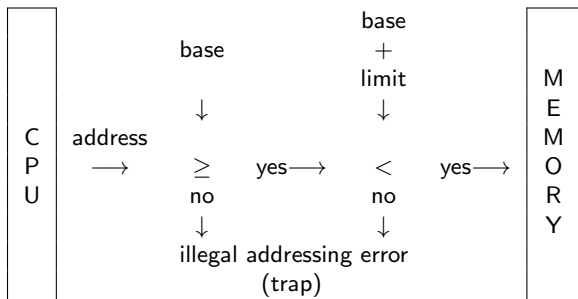 base
base
+
limit
↓ ↓
C
P
U
address
→ ≥ yes→ < yes→
no no
↓ ↓
illegal addressing error
(trap)
M
E
M
O
R
Y